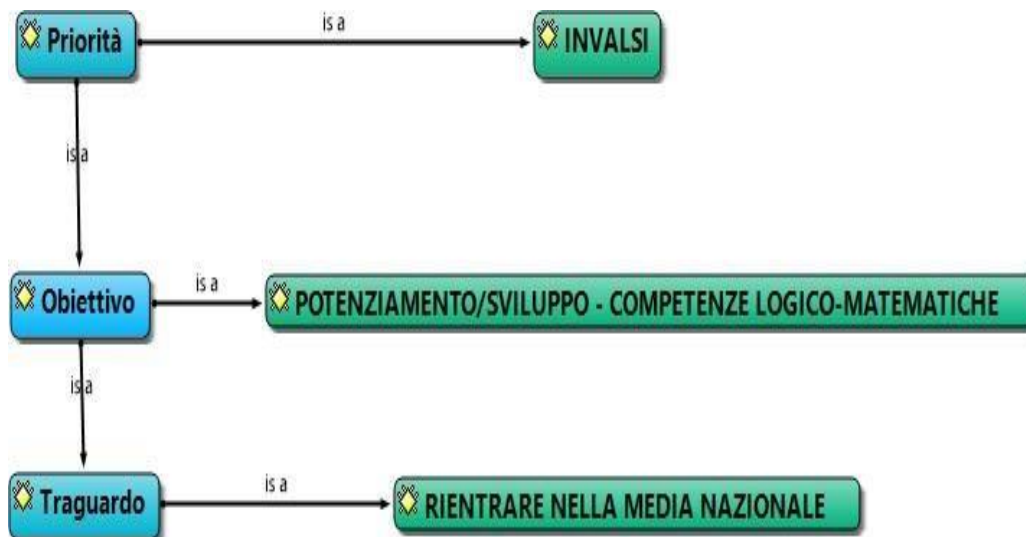 Priorità
is a
INVALSI
is a
Obiettivo
is a
POTENZIAMENTO/SVILUPPO - COMPETENZE LOGICO-MATEMATICHE
is a
Traguardo
is a
RIENTRARE NELLA MEDIA NAZIONALE